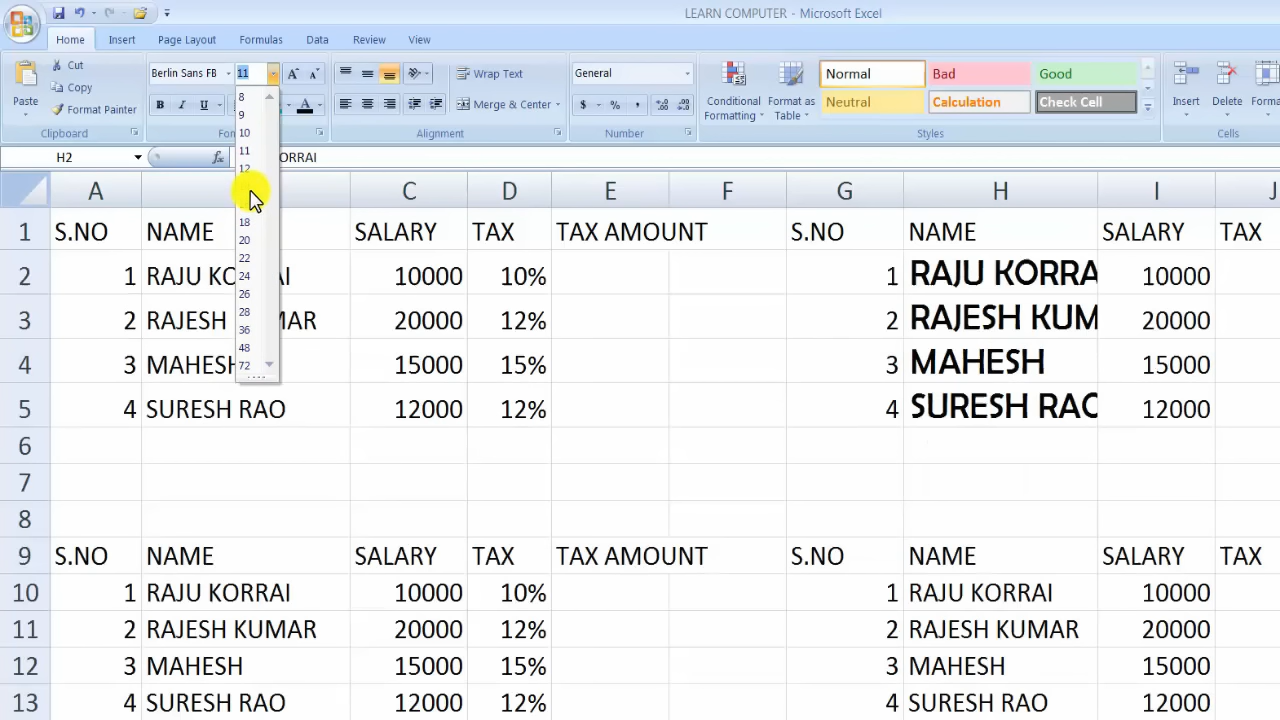 LEARN COMPUTER - Microsoft Excel
Home Insert Page Layout Formulas Data Review View
Paste Cut Copy Format Painter Clipboard
Berlin Sans FB 11 A A
B I U A
Wrap Text Merge & Center Alignment
General $ % , Number
Conditional Formatting Format as Table
Normal Bad Good
Neutral Calculation Check Cell
Styles
Insert Delete Cells
H2 fx ORRAI
8
9
10
11
12
18
20
22
24
26
28
36
48
72
A C D E F G H I J
1 S.NO NAME SALARY TAX TAX AMOUNT S.NO NAME SALARY TAX
2 1 RAJU KO AI 10000 10% 1 RAJU KORRA 10000
3 2 RAJESH AR 20000 12% 2 RAJESH KUM 20000
4 3 MAHESH 15000 15% 3 MAHESH 15000
5 4 SURESH RAO 12000 12% 4 SURESH RAO 12000
6
7
8
9 S.NO NAME SALARY TAX TAX AMOUNT S.NO NAME SALARY TAX
10 1 RAJU KORRAI 10000 10% 1 RAJU KORRAI 10000
11 2 RAJESH KUMAR 20000 12% 2 RAJESH KUMAR 20000
12 3 MAHESH 15000 15% 3 MAHESH 15000
13 4 SURESH RAO 12000 12% 4 SURESH RAO 12000